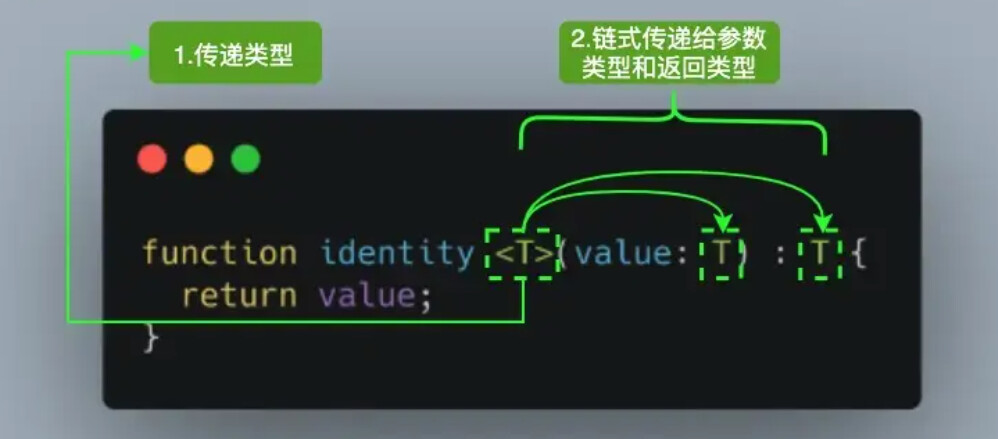 1.传递类型
2.链式传递给参数
类型和返回类型
function identity <T>(value: T) : T {
  return value;
}